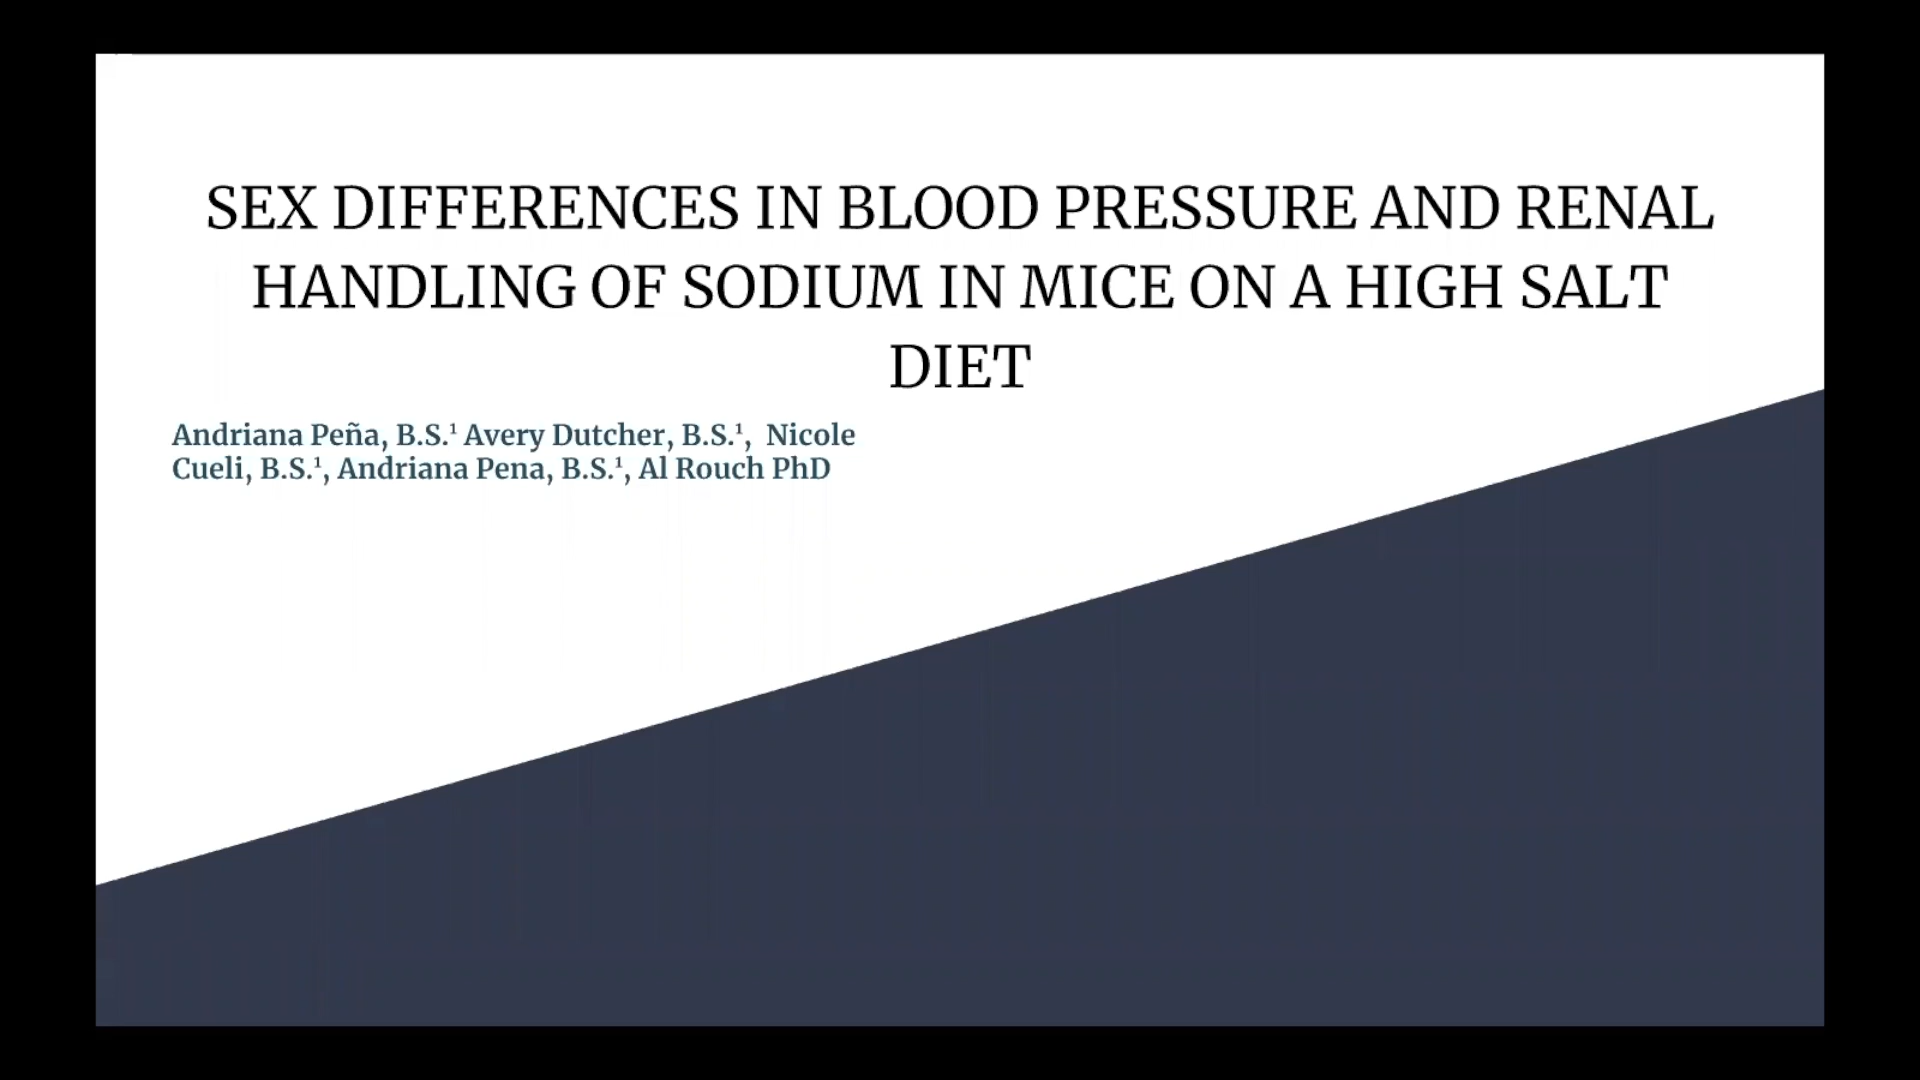 SEX DIFFERENCES IN BLOOD PRESSURE AND RENAL
HANDLING OF SODIUM IN MICE ON A HIGH SALT
DIET
Andriana Peña, B.S.¹ Avery Dutcher, B.S.¹,  Nicole
Cueli, B.S.¹, Andriana Pena, B.S.¹, Al Rouch PhD